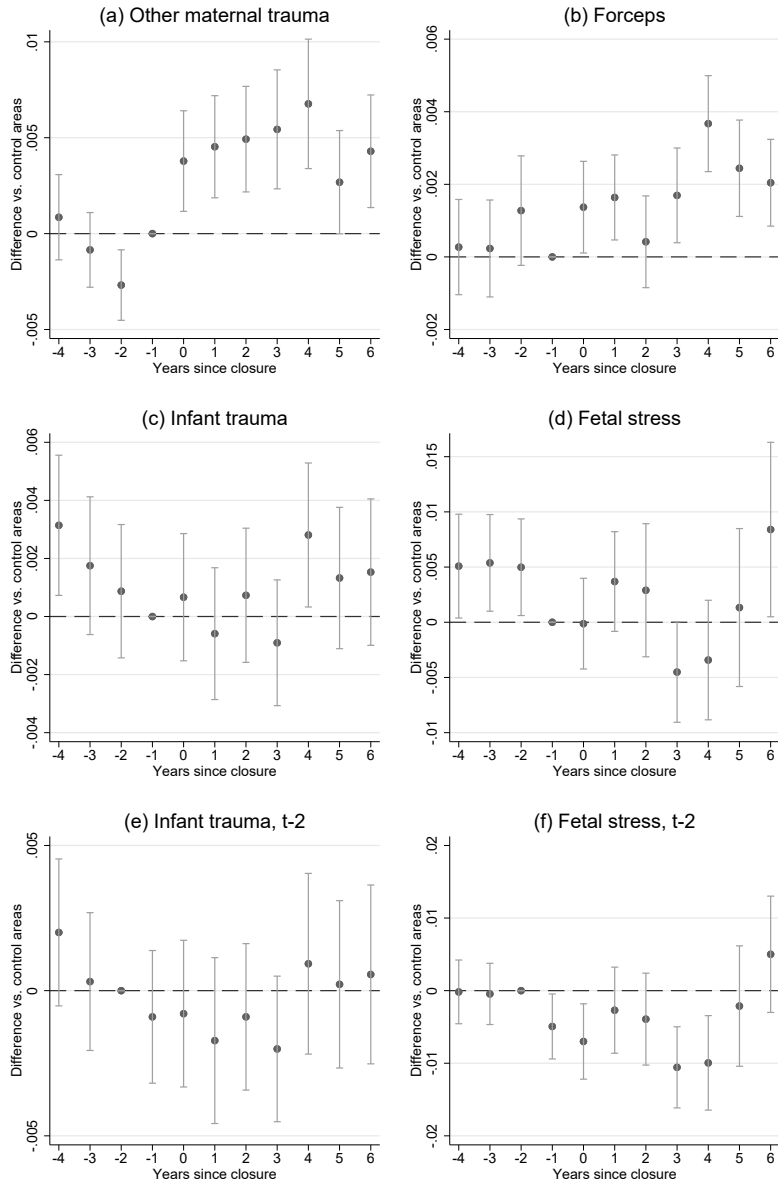 (a) Other maternal trauma
Difference vs. control areas
.01
.005
0
-.005
-4 -3 -2 -1 0 1 2 3 4 5 6
Years since closure
(b) Forceps
Difference vs. control areas
.006
.004
.002
0
-.002
-4 -3 -2 -1 0 1 2 3 4 5 6
Years since closure
(c) Infant trauma
Difference vs. control areas
.006
.004
.002
0
-.002
-.004
-4 -3 -2 -1 0 1 2 3 4 5 6
Years since closure
(d) Fetal stress
Difference vs. control areas
.015
.01
.005
0
-.005
-.01
-4 -3 -2 -1 0 1 2 3 4 5 6
Years since closure
(e) Infant trauma, t-2
Difference vs. control areas
.005
0
-.005
-4 -3 -2 -1 0 1 2 3 4 5 6
Years since closure
(f) Fetal stress, t-2
Difference vs. control areas
.02
.01
0
-.01
-.02
-4 -3 -2 -1 0 1 2 3 4 5 6
Years since closure